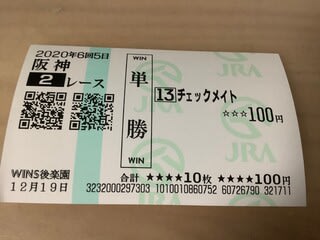 2020年6回5日
阪神
2レース
WIN
単勝
WIN
13チェックメイト
☆☆☆100円
JRA
JRA
WINS後楽園
12月19日
合計 ★★★★10枚 ★★★★100円
3232000297303 1010010860752 60726790 321711